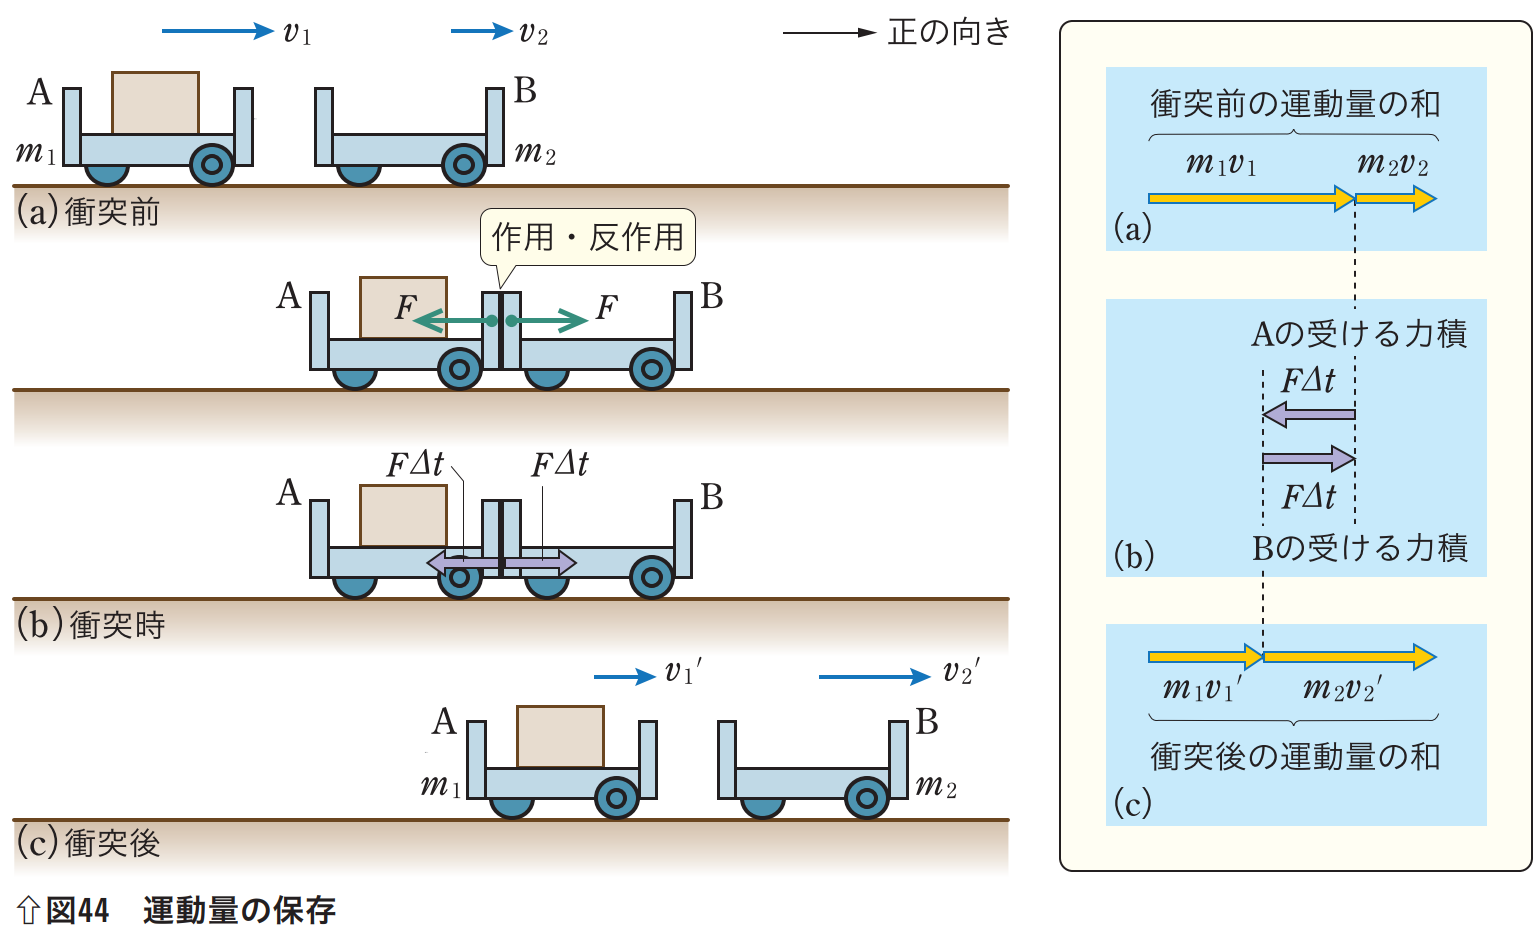 v₁
v₂
正の向き
A
B
m₁
m₂
(a)衝突前
作用・反作用
A
F
F
B
FΔt
FΔt
A
B
(b)衝突時
v₁′
v₂′
A
B
m₁
m₂
(c)衝突後
⇧図44　運動量の保存
衝突前の運動量の和
m₁v₁
m₂v₂
(a)
Aの受ける力積
FΔt
FΔt
(b)
Bの受ける力積
m₁v₁′
m₂v₂′
衝突後の運動量の和
(c)